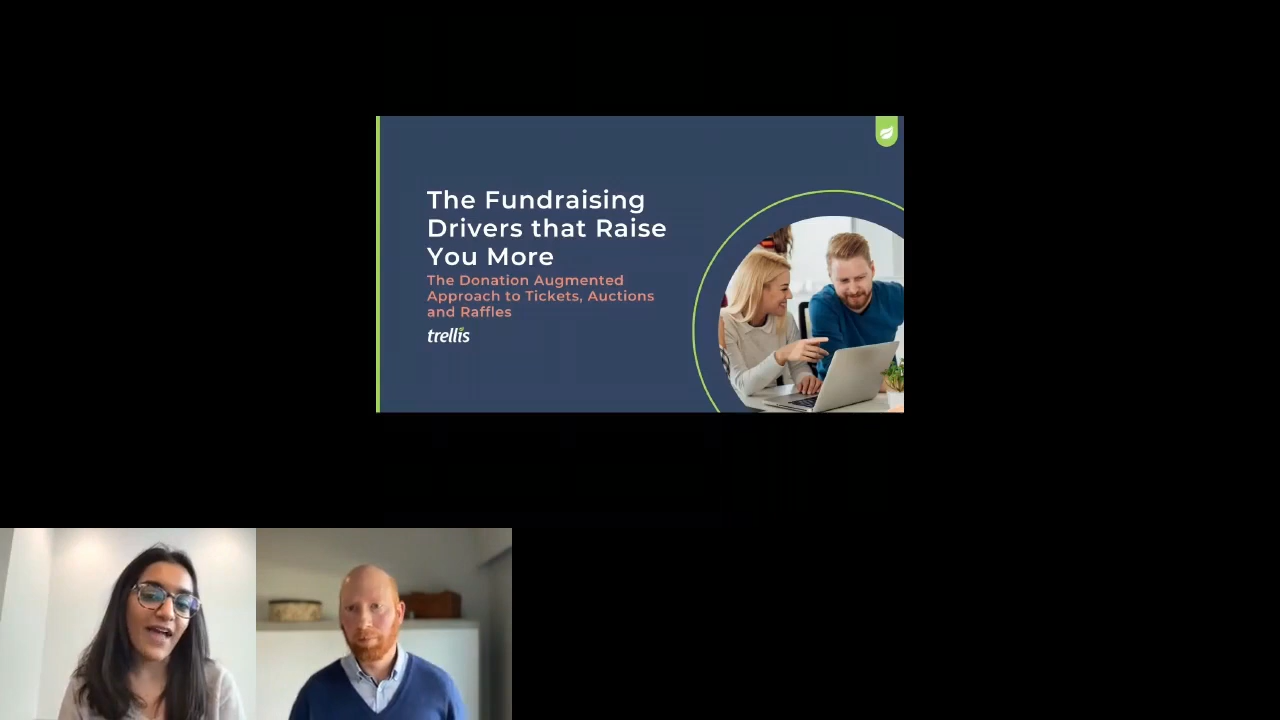 The Fundraising
Drivers that Raise
You More
The Donation Augmented
Approach to Tickets, Auctions
and Raffles
trellis